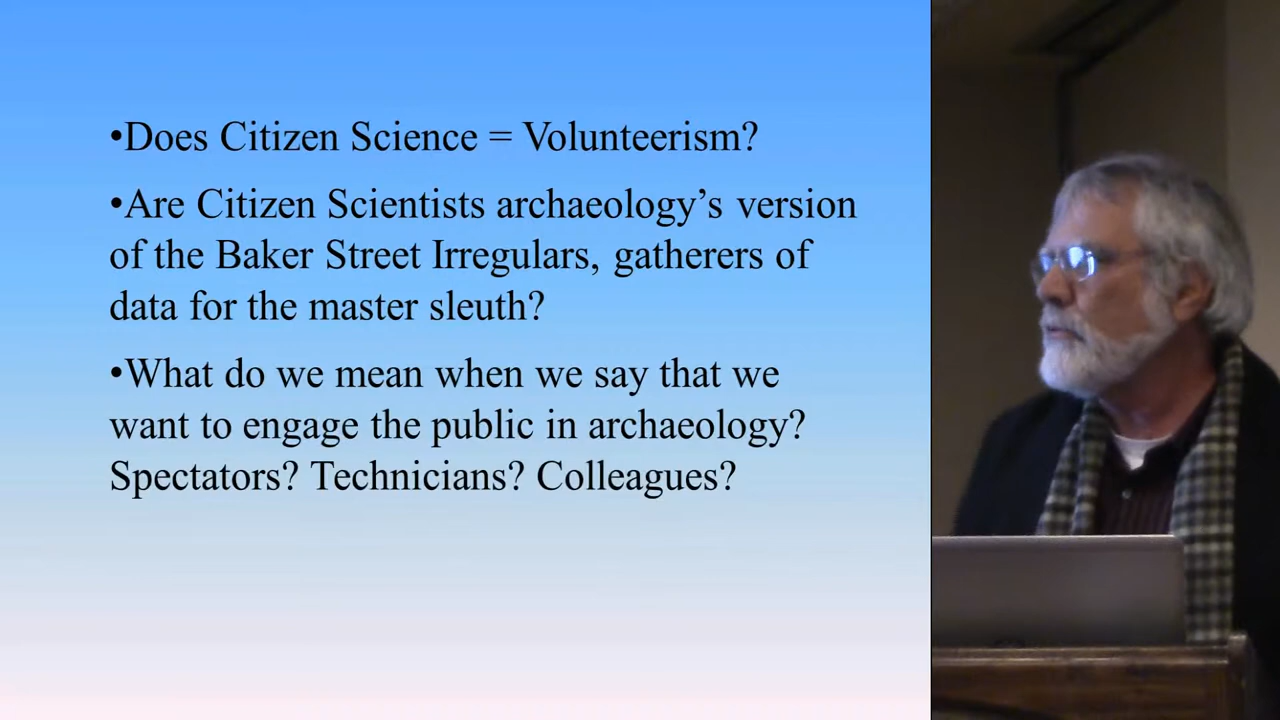 •Does Citizen Science = Volunteerism?
•Are Citizen Scientists archaeology’s version
of the Baker Street Irregulars, gatherers of
data for the master sleuth?
•What do we mean when we say that we
want to engage the public in archaeology?
Spectators? Technicians? Colleagues?